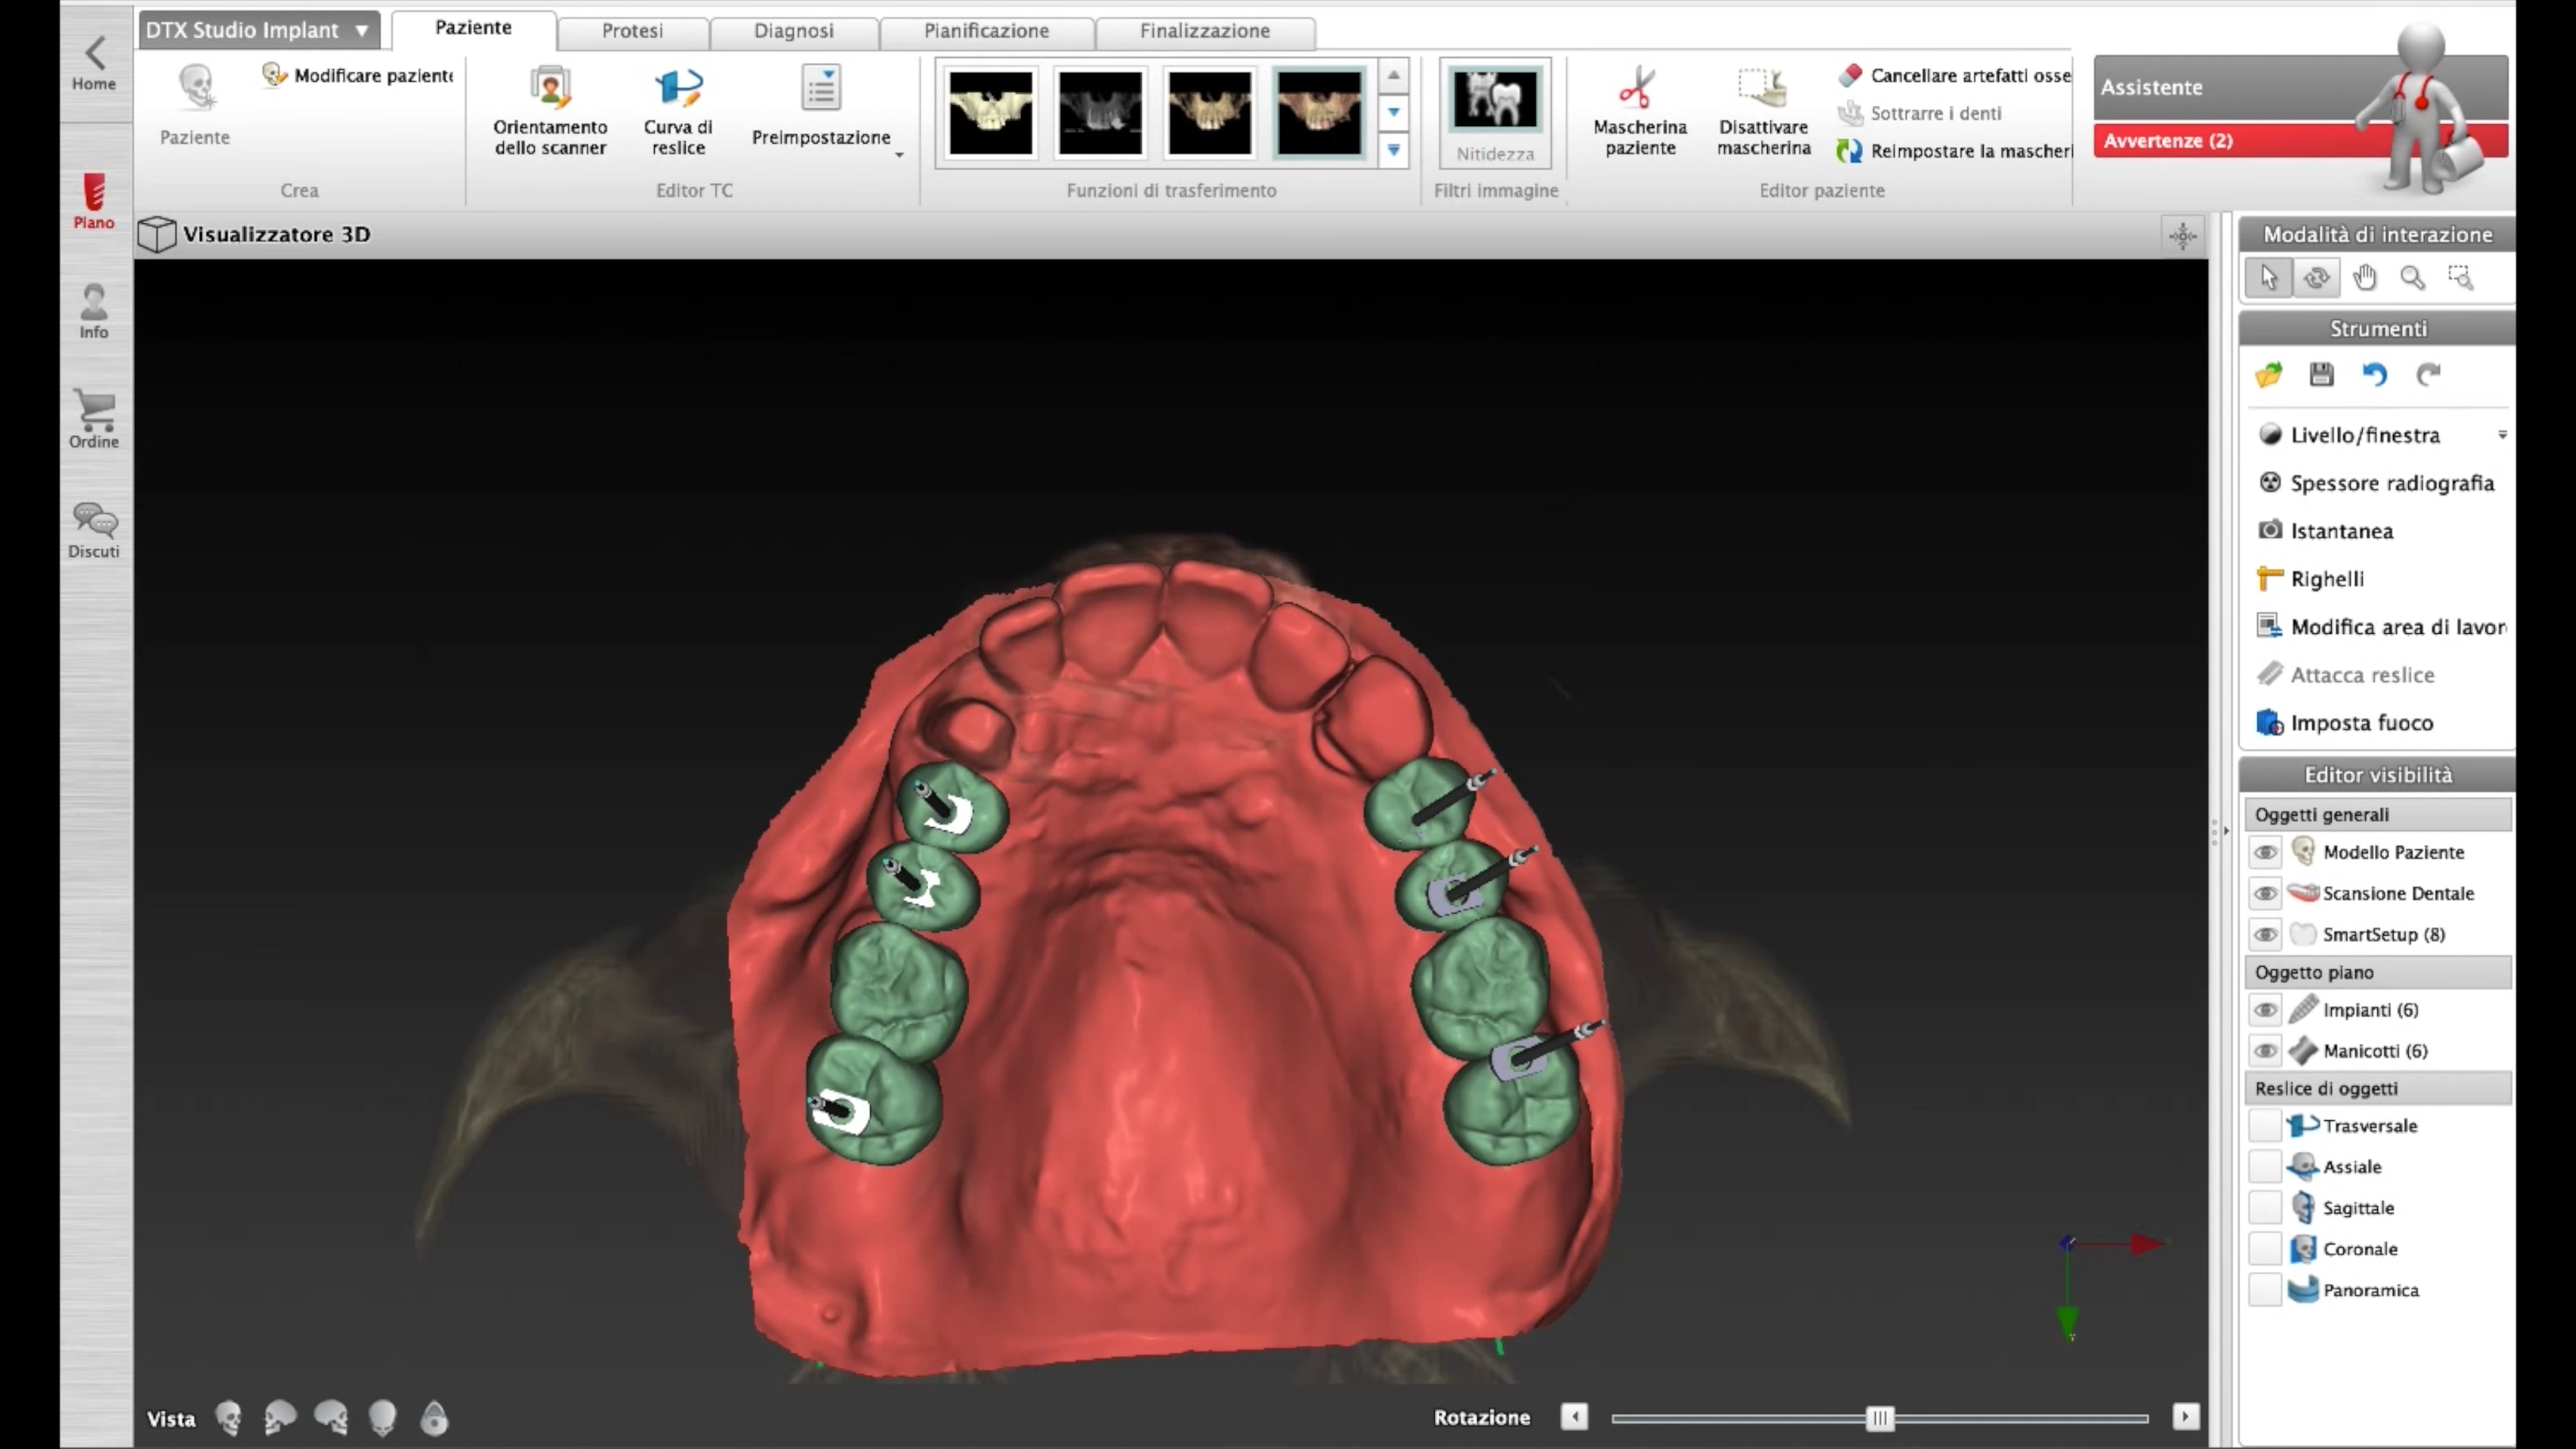 DTX Studio Implant
Paziente
Protesi
Diagnosi
Pianificazione
Finalizzazione
Home
Piano
Info
Ordine
Discuti
Paziente
Modificare paziente
Crea
Orientamento
dello scanner
Curva di
reslice
Preimpostazione
Editor TC
Funzioni di trasferimento
Nitidezza
Filtri immagine
Mascherina
paziente
Disattivare
mascherina
Cancellare artefatti osse
Sottrarre i denti
Reimpostare la mascheri
Editor paziente
Assistente
Avvertenze (2)
Visualizzatore 3D
Modalità di interazione
Strumenti
Livello/finestra
Spessore radiografia
Istantanea
Righelli
Modifica area di lavor
Attacca reslice
Imposta fuoco
Editor visibilità
Oggetti generali
Modello Paziente
Scansione Dentale
SmartSetup (8)
Oggetto piano
Impianti (6)
Manicotti (6)
Reslice di oggetti
Trasversale
Assiale
Sagittale
Coronale
Panoramica
Vista
Rotazione